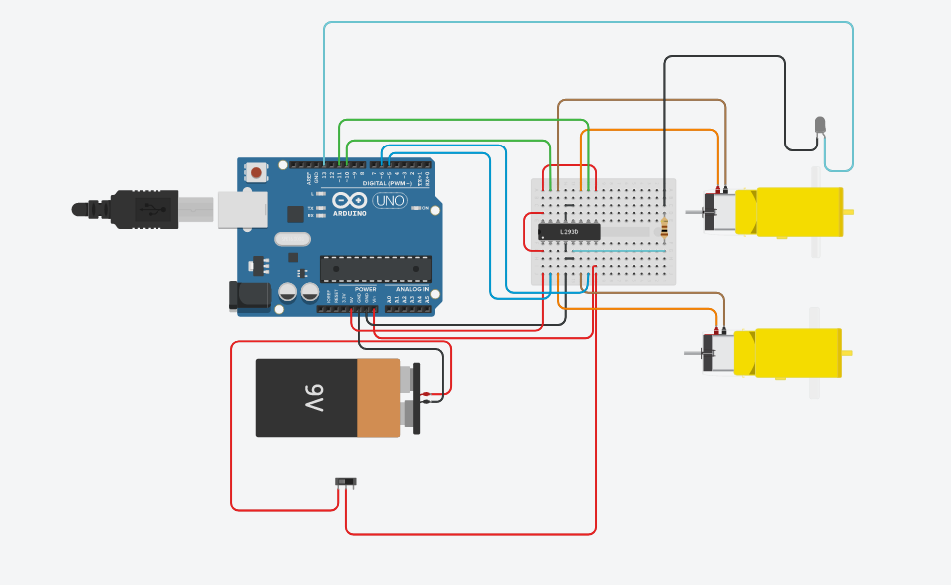 AREF
GND
13
12
~11
~10
~9
8
7
~6
~5
4
~3
2
TX→1
RX←0
DIGITAL (PWM~)
L
TX
RX
ARDUINO
UNO
ON
POWER
ANALOG IN
IOREF
RESET
3.3V
5V
GND
GND
Vin
A0
A1
A2
A3
A4
A5
L293D
9V